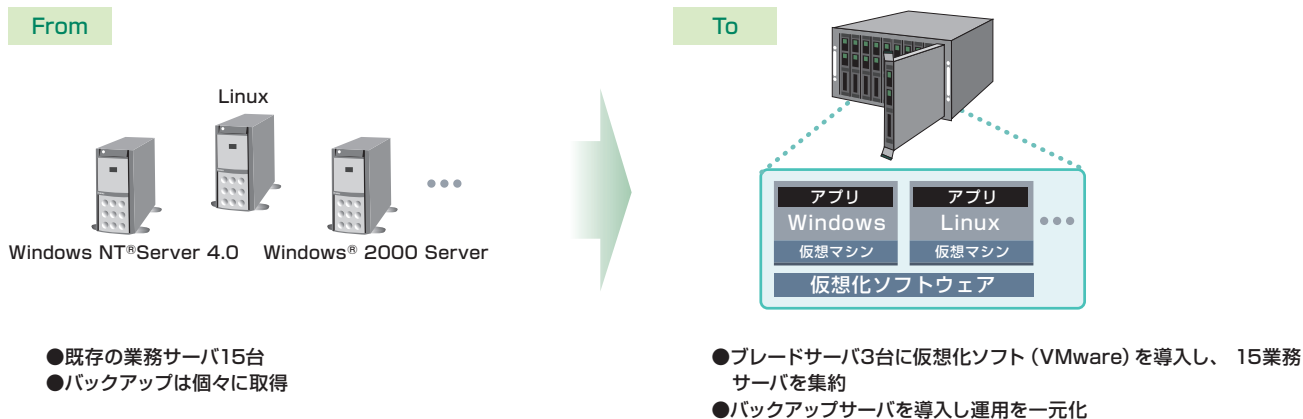 From
Linux
Windows NT®Server 4.0
Windows® 2000 Server
●既存の業務サーバ15台
●バックアップは個々に取得
To
アプリ
Windows
仮想マシン
アプリ
Linux
仮想マシン
仮想化ソフトウェア
●ブレードサーバ3台に仮想化ソフト（VMware）を導入し、 15業務
サーバを集約
●バックアップサーバを導入し運用を一元化